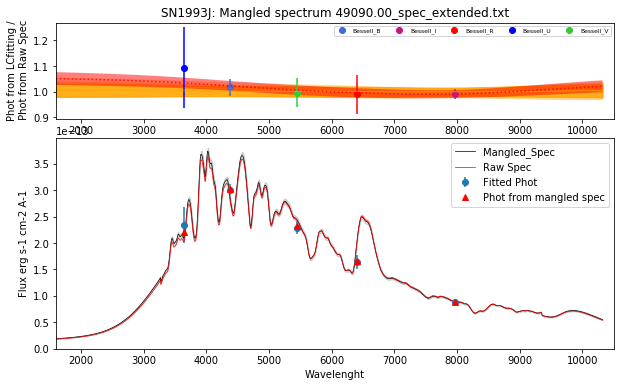 SN1993J: Mangled spectrum 49090.00_spec_extended.txt
Phot from LCfitting /
Phot from Raw Spec
1.2
1.1
1.0
0.9
Bessell_B
Bessell_I
Bessell_R
Bessell_U
Bessell_V
2000 3000 4000 5000 6000 7000 8000 9000 10000
Flux erg s-1 cm-2 A-1
3.5
3.0
2.5
2.0
1.5
1.0
0.5
0.0
Mangled_Spec
Raw Spec
Fitted Phot
Phot from mangled spec
2000 3000 4000 5000 6000 7000 8000 9000 10000
Wavelenght